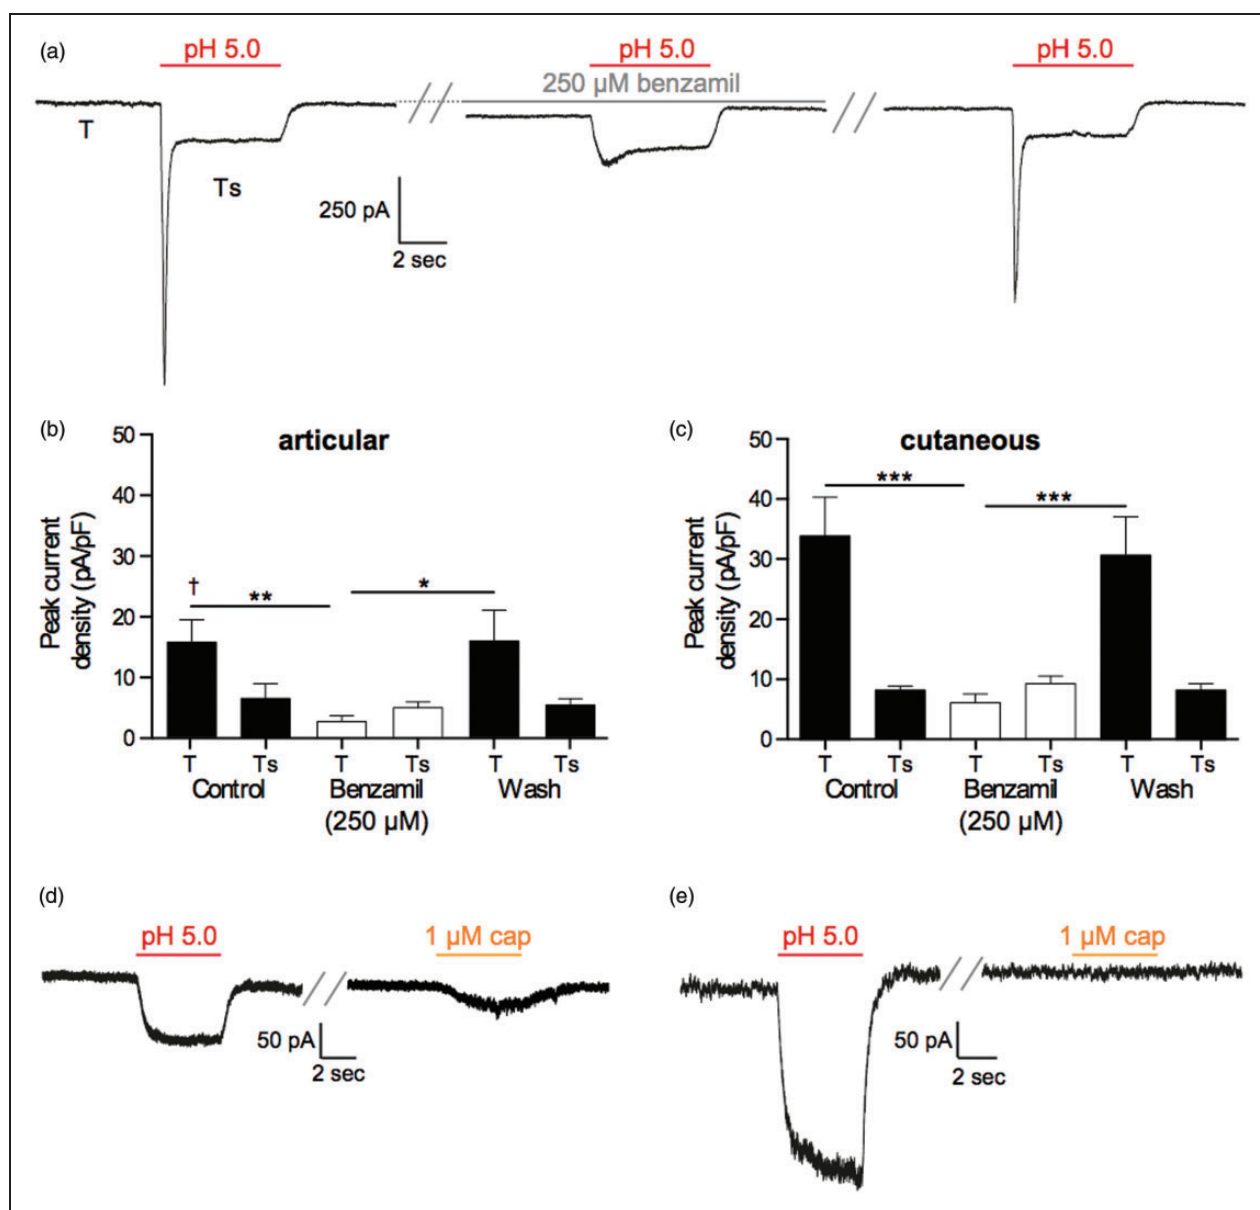 (a)
pH 5.0
pH 5.0
pH 5.0
250 µM benzamil
T
Ts
250 pA
2 sec
(b)
articular
50
40
30
20
10
0
Peak current
density (pA/pF)
†
**
*
T Ts T Ts T Ts
Control Benzamil Wash
(250 µM)
(c)
cutaneous
50
40
30
20
10
0
Peak current
density (pA/pF)
***
***
T Ts T Ts T Ts
Control Benzamil Wash
(250 µM)
(d)
pH 5.0
1 µM cap
50 pA
2 sec
(e)
pH 5.0
1 µM cap
50 pA
2 sec